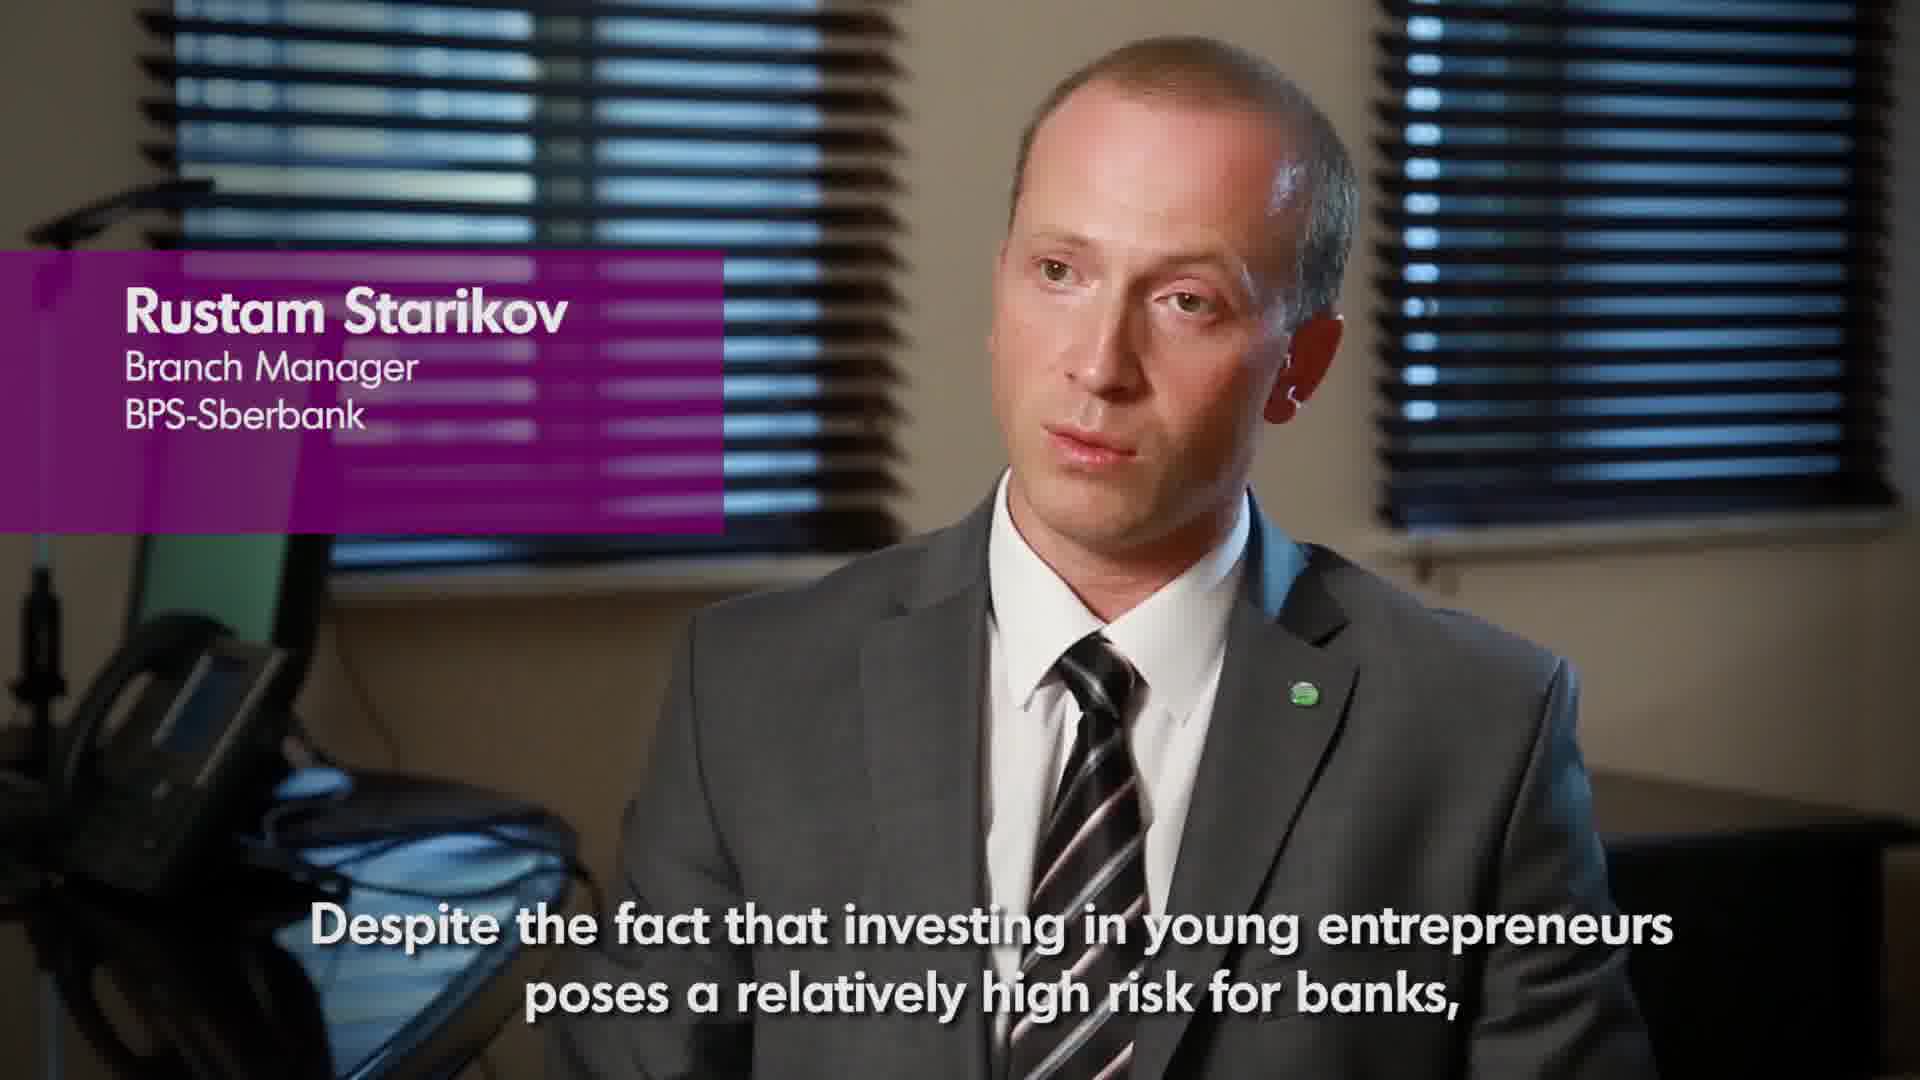 Rustam Starikov
Branch Manager
BPS-Sberbank
Despite the fact that investing in young entrepreneurs
poses a relatively high risk for banks,